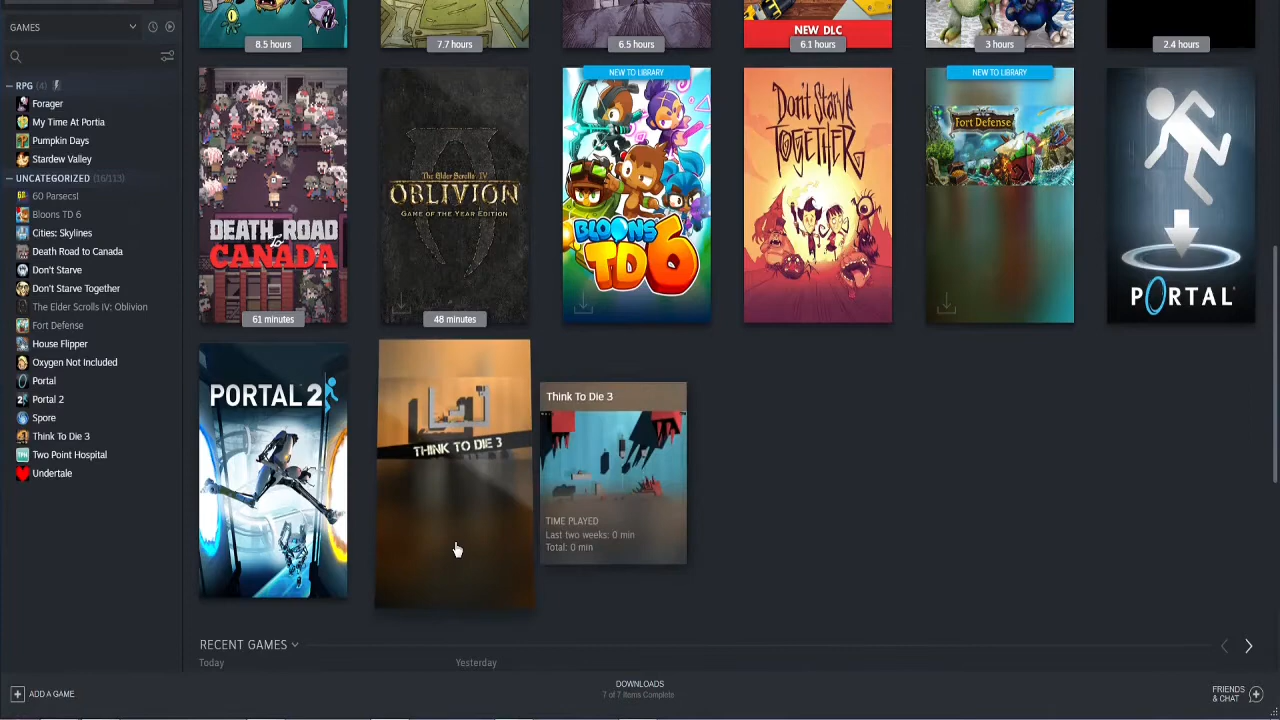 GAMES
RPG (4)
Forager
My Time At Portia
Pumpkin Days
Stardew Valley
UNCATEGORIZED (16/113)
60 Parsecs!
Bloons TD 6
Cities: Skylines
Death Road to Canada
Don't Starve
Don't Starve Together
The Elder Scrolls IV: Oblivion
Fort Defense
House Flipper
Oxygen Not Included
Portal
Portal 2
Spore
Think To Die 3
Two Point Hospital
Undertale
ADD A GAME
NEW DLC
8.5 hours
7.7 hours
6.5 hours
6.1 hours
3 hours
2.4 hours
DEATH ROAD
TO
CANADA
61 minutes
The Elder Scrolls IV
OBLIVION
GAME OF THE YEAR EDITION
48 minutes
NEW TO LIBRARY
BLOONS
TD6
Don't Starve
TOGETHER
NEW TO LIBRARY
Fort Defense
PORTAL
PORTAL 2
THINK TO DIE 3
Think To Die 3
TIME PLAYED
Last two weeks: 0 min
Total: 0 min
RECENT GAMES
Today
Yesterday
DOWNLOADS
7 of 7 Items Complete
FRIENDS
& CHAT